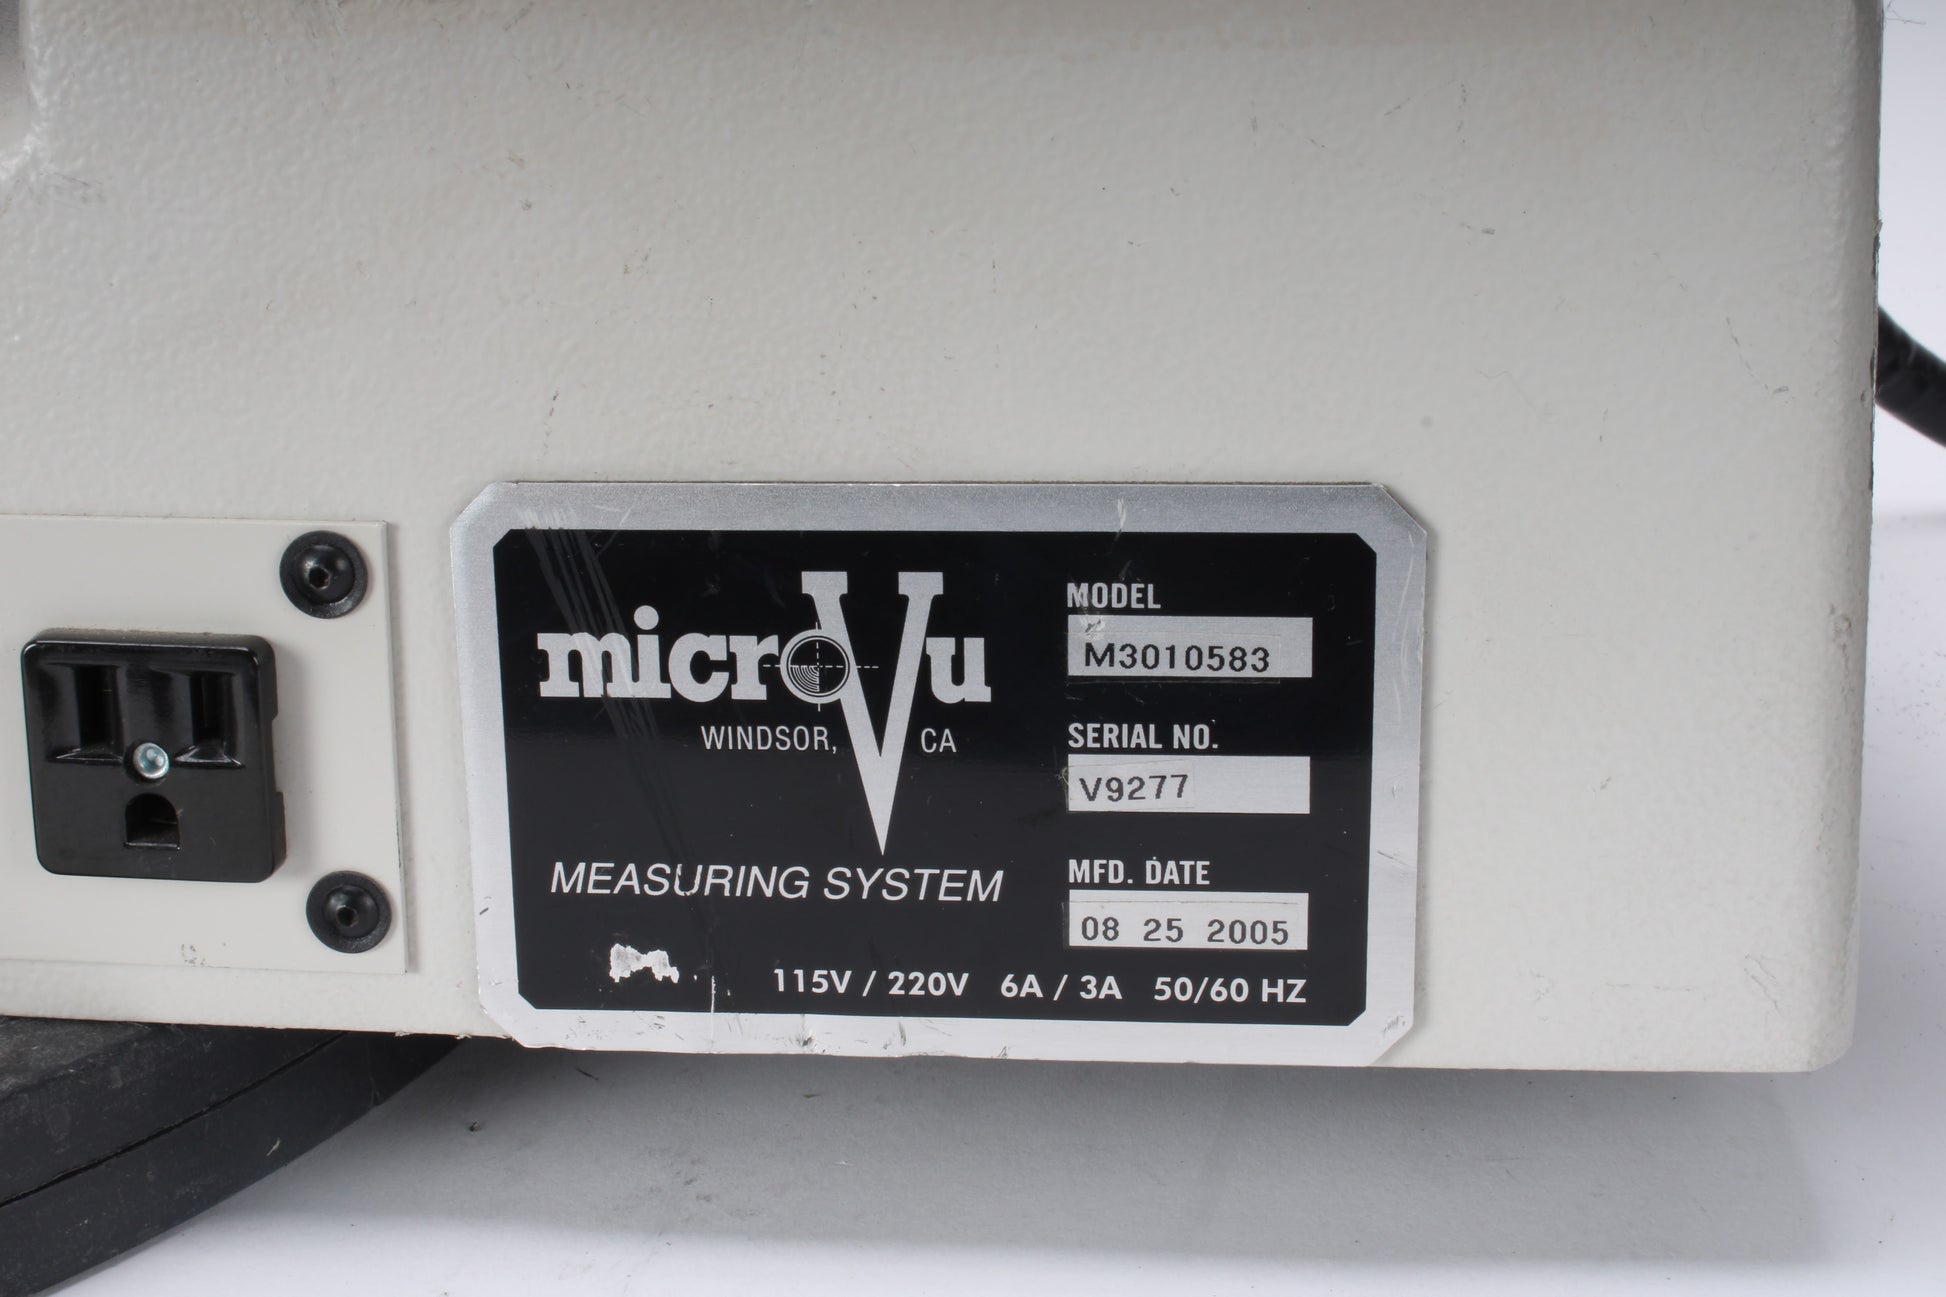 microVu
WINDSOR, CA
MEASURING SYSTEM
MODEL
M3010583
SERIAL NO.
V9277
MFD. DATE
08 25 2005
115V / 220V 6A / 3A 50/60 HZ